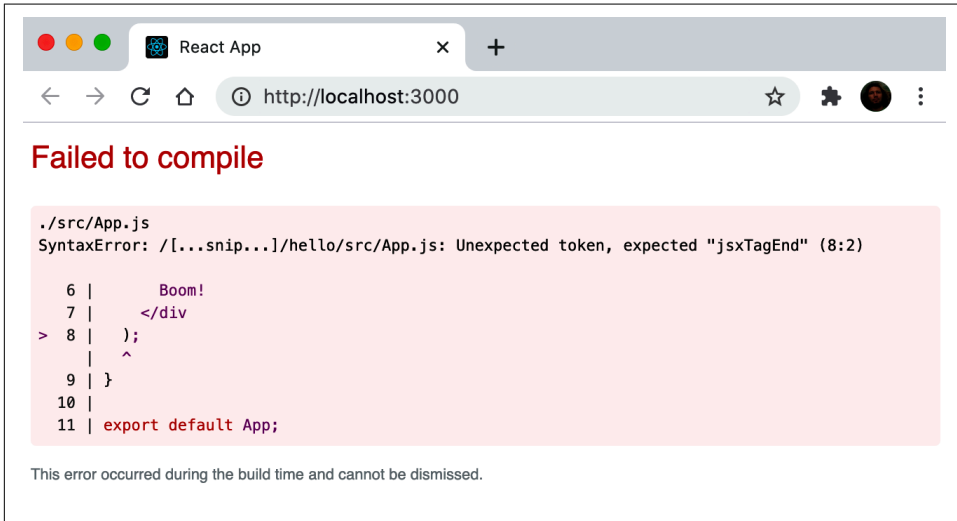 React App
http://localhost:3000
Failed to compile
./src/App.js
SyntaxError: /[...snip...]/hello/src/App.js: Unexpected token, expected "jsxTagEnd" (8:2)
   6 |       Boom!
   7 |     </div
>  8 |   );
     |   ^
   9 | }
  10 |
  11 | export default App;
This error occurred during the build time and cannot be dismissed.